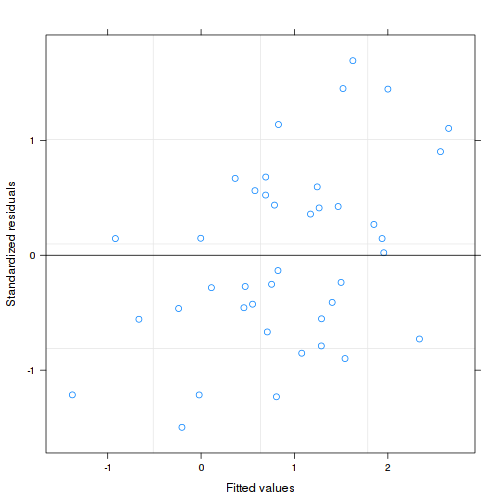 Standardized residuals
1
0
-1
-1 0 1 2
Fitted values